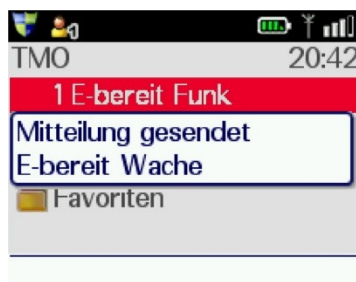 TMO 20:42
1 E-bereit Funk
Mitteilung gesendet
E-bereit Wache
Favoriten